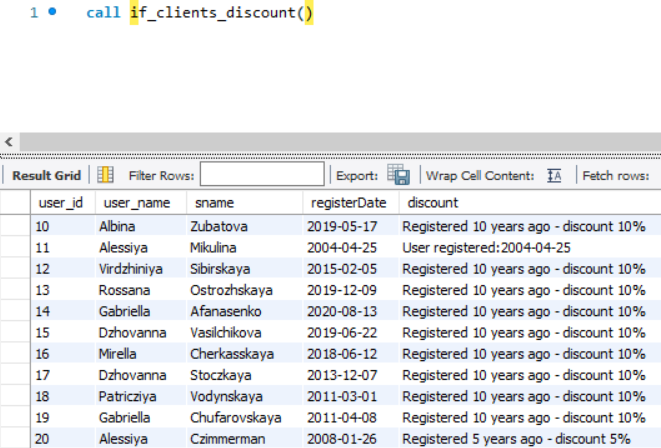 1 call if_clients_discount()
Result Grid Filter Rows: Export: Wrap Cell Content: Fetch rows:
user_id user_name sname registerDate discount
10 Albina Zubatova 2019-05-17 Registered 10 years ago - discount 10%
11 Alessiya Mikulina 2004-04-25 User registered:2004-04-25
12 Virdzhiniya Sibirskaya 2015-02-05 Registered 10 years ago - discount 10%
13 Rossana Ostrozhskaya 2019-12-09 Registered 10 years ago - discount 10%
14 Gabriella Afanasenko 2020-08-13 Registered 10 years ago - discount 10%
15 Dzhovanna Vasilchikova 2019-06-22 Registered 10 years ago - discount 10%
16 Mirella Cherkasskaya 2018-06-12 Registered 10 years ago - discount 10%
17 Dzhovanna Stoczkaya 2013-12-07 Registered 10 years ago - discount 10%
18 Patricziya Vodynskaya 2011-03-01 Registered 10 years ago - discount 10%
19 Gabriella Chufarovskaya 2011-04-08 Registered 10 years ago - discount 10%
20 Alessiya Czimmerman 2008-01-26 Registered 5 years ago - discount 5%